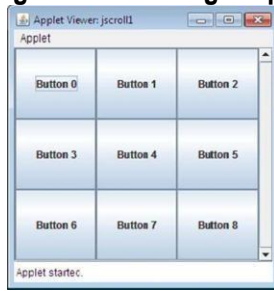 Applet Viewer: jscroll1
Applet
Button 0 Button 1 Button 2
Button 3 Button 4 Button 5
Button 6 Button 7 Button 8
Applet started.